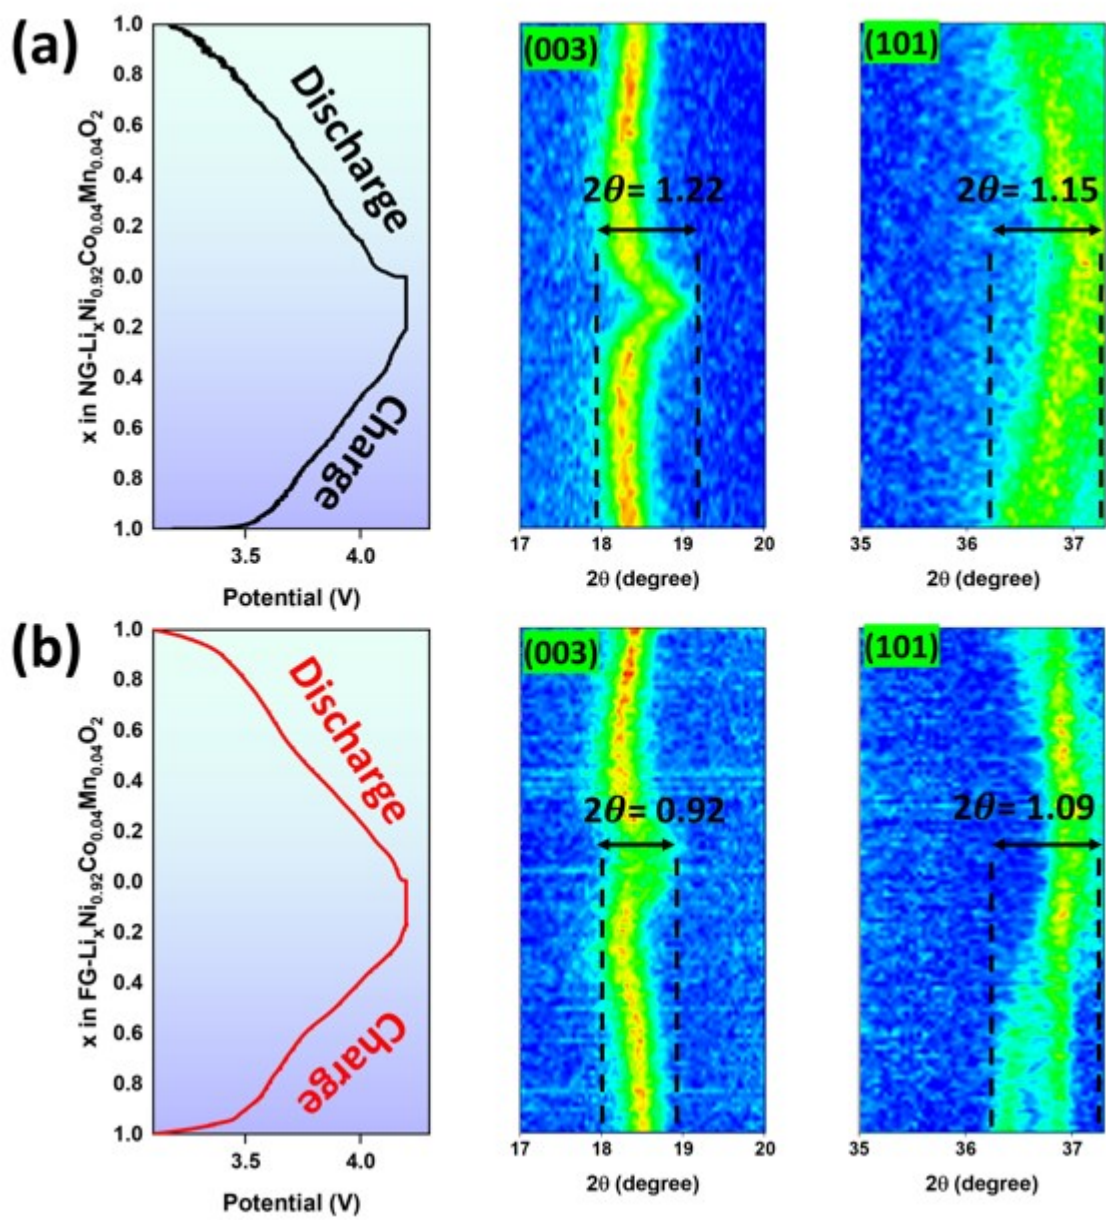 (a)
x in NG-LiₓNi₀.₉₂Co₀.₀₄Mn₀.₀₄O₂
1.0
0.8
0.6
0.4
0.2
0.0
0.2
0.4
0.6
0.8
1.0
Discharge
Charge
3.5 4.0
Potential (V)
(003)
2θ= 1.22
17 18 19 20
2θ (degree)
(101)
2θ= 1.15
35 36 37
2θ (degree)
(b)
x in FG-LiₓNi₀.₉₂Co₀.₀₄Mn₀.₀₄O₂
1.0
0.8
0.6
0.4
0.2
0.0
0.2
0.4
0.6
0.8
1.0
Discharge
Charge
3.5 4.0
Potential (V)
(003)
2θ= 0.92
17 18 19 20
2θ (degree)
(101)
2θ= 1.09
35 36 37
2θ (degree)